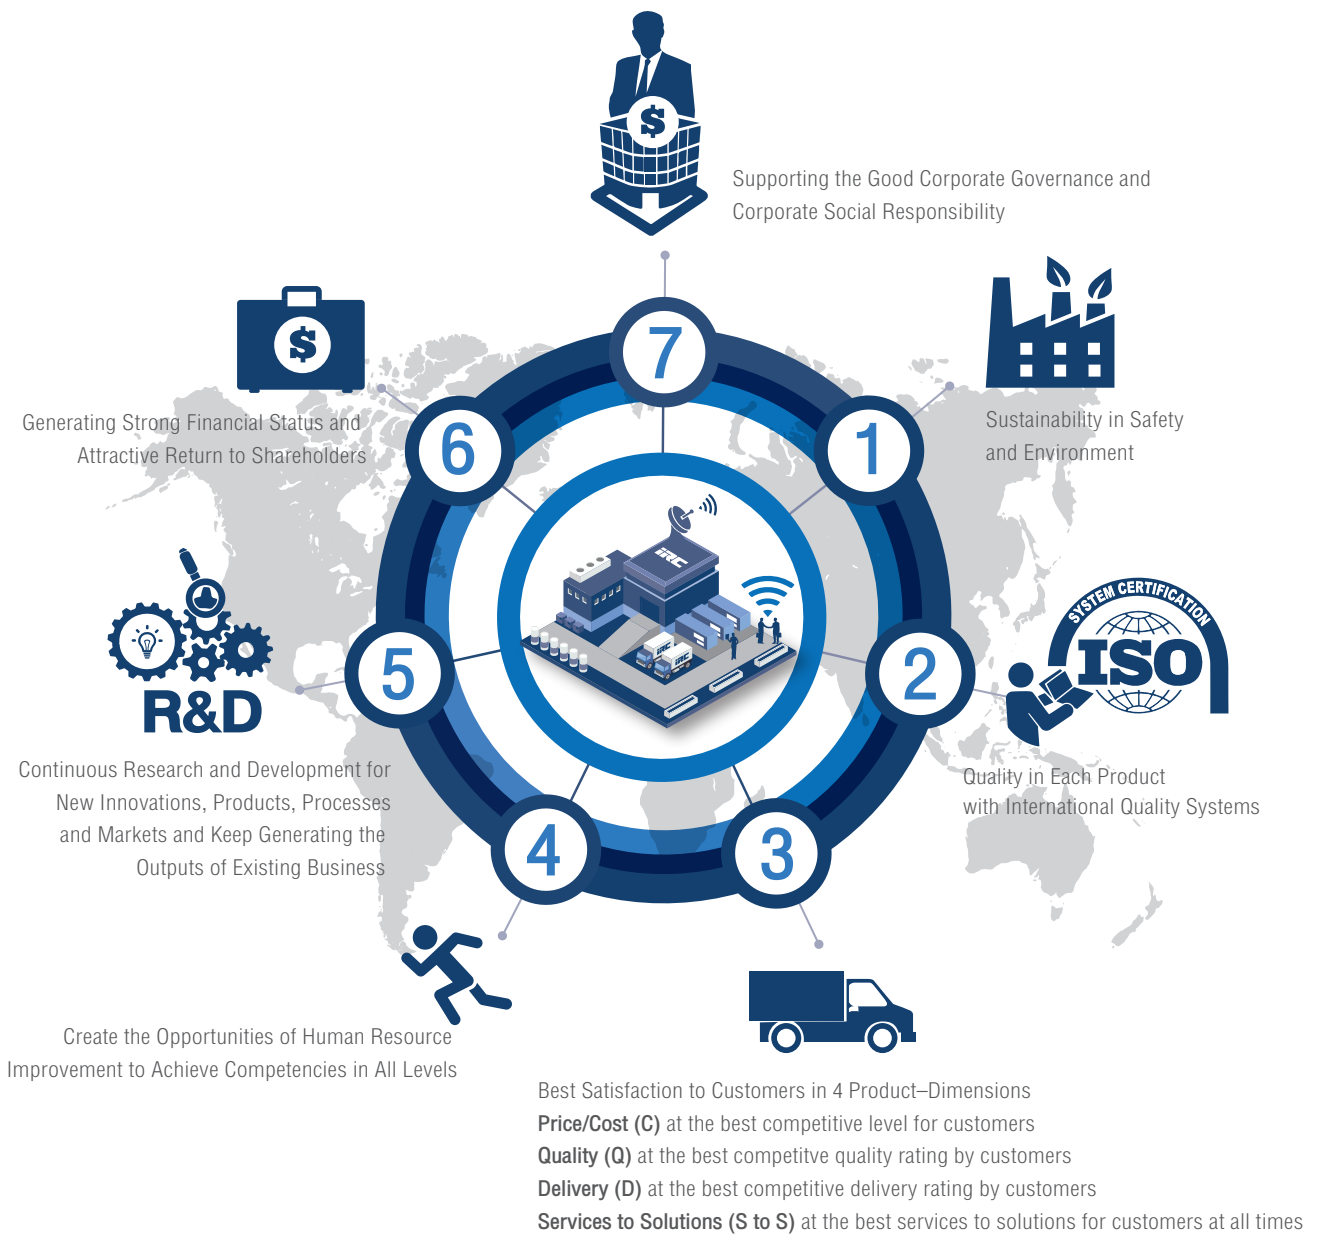 $
Supporting the Good Corporate Governance and
Corporate Social Responsibility
7
$
Generating Strong Financial Status and
Attractive Return to Shareholders
6
1
Sustainability in Safety
and Environment
iRC
iRC
iRC
SYSTEM CERTIFICATION
ISO
5
2
R&D
Continuous Research and Development for
New Innovations, Products, Processes
and Markets and Keep Generating the
Outputs of Existing Business
Quality in Each Product
with International Quality Systems
4
3
Create the Opportunities of Human Resource
Improvement to Achieve Competencies in All Levels
Best Satisfaction to Customers in 4 Product–Dimensions
Price/Cost (C) at the best competitive level for customers
Quality (Q) at the best competitve quality rating by customers
Delivery (D) at the best competitive delivery rating by customers
Services to Solutions (S to S) at the best services to solutions for customers at all times